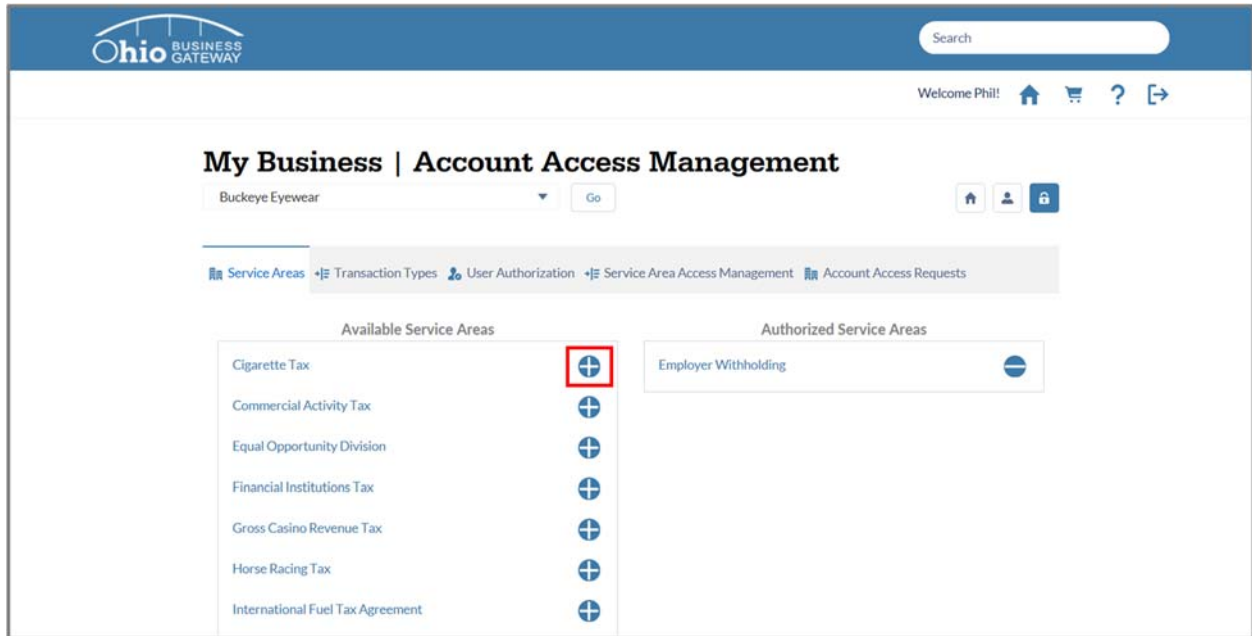 Ohio BUSINESS GATEWAY
Search
Welcome Phil!
?
My Business | Account Access Management
Buckeye Eyewear
Go
Service Areas Transaction Types User Authorization Service Area Access Management Account Access Requests
Available Service Areas
Authorized Service Areas
Cigarette Tax
Employer Withholding
Commercial Activity Tax
Equal Opportunity Division
Financial Institutions Tax
Gross Casino Revenue Tax
Horse Racing Tax
International Fuel Tax Agreement